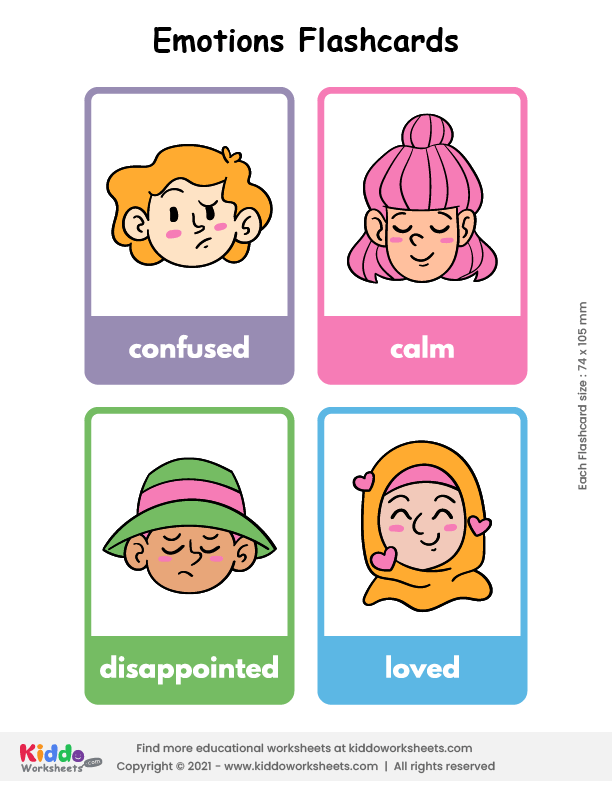 Emotions Flashcards
confused
calm
Each Flashcard size : 74 x 105 mm
disappointed
loved
Kiddo
Worksheets
.com
Find more educational worksheets at kiddoworksheets.com
Copyright © 2021 - www.kiddoworksheets.com | All rights reserved